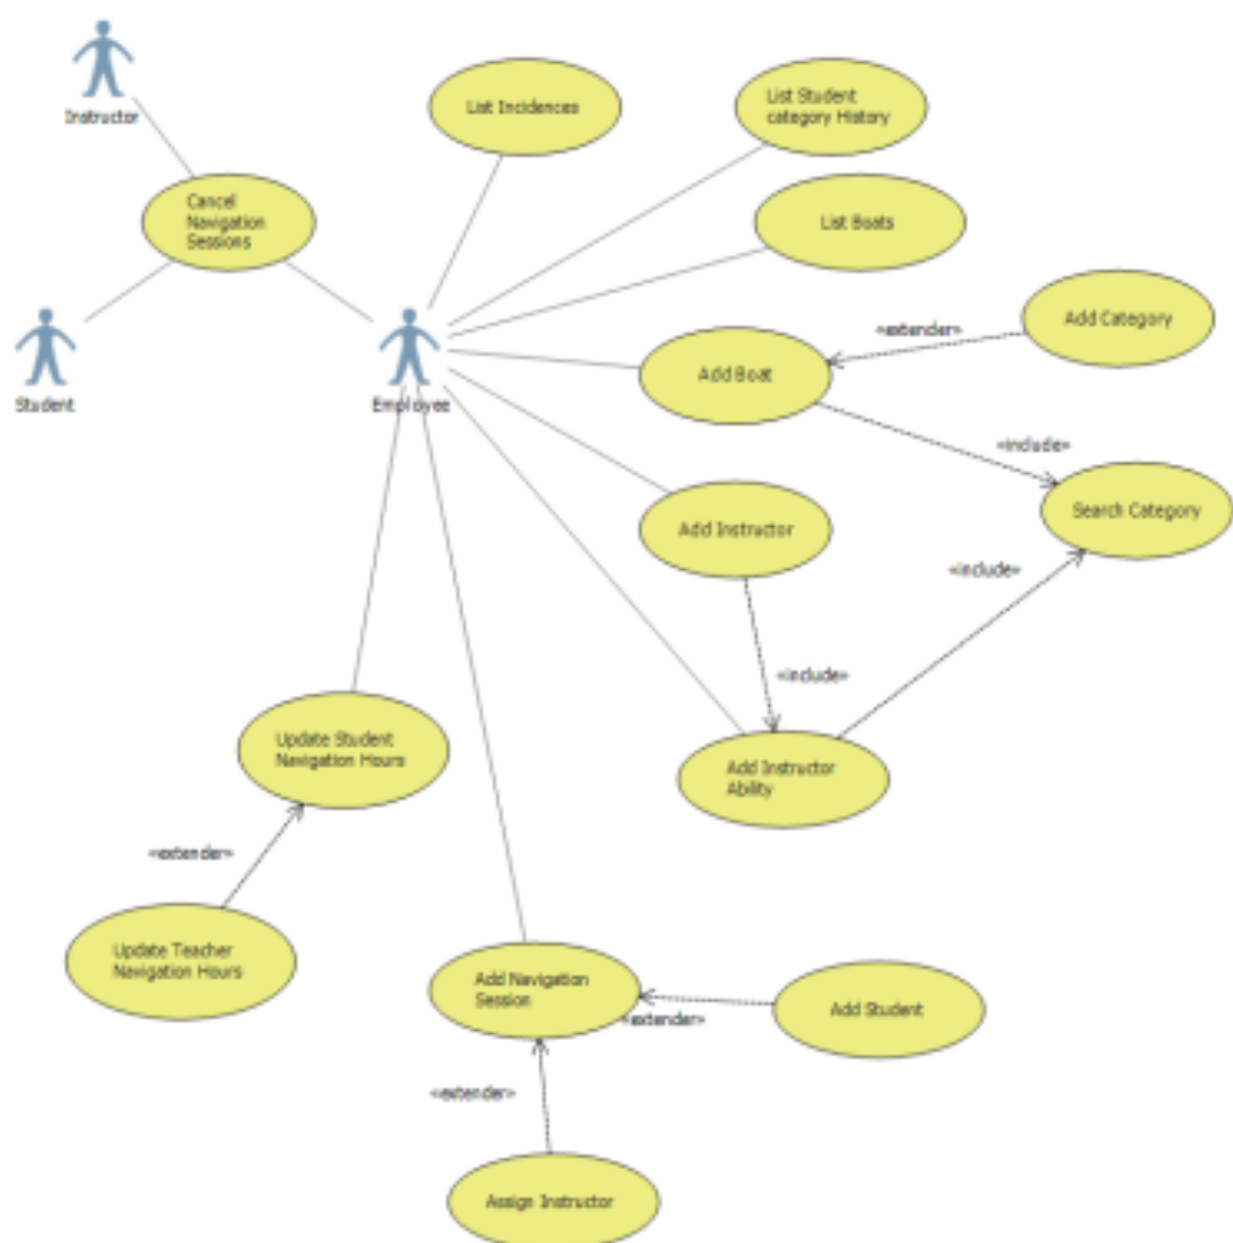 Instructor
List Incidences
List Student
category History
Cancel
Navigation
Sessions
List Boats
Add Category
«extender»
Add Boat
Student
Employee
«include»
Search Category
Add Instructor
«include»
«include»
Update Student
Navigation Hours
Add Instructor
Ability
«extender»
Update Teacher
Navigation Hours
Add Navigation
Session
Add Student
«extender»
«extender»
Assign Instructor